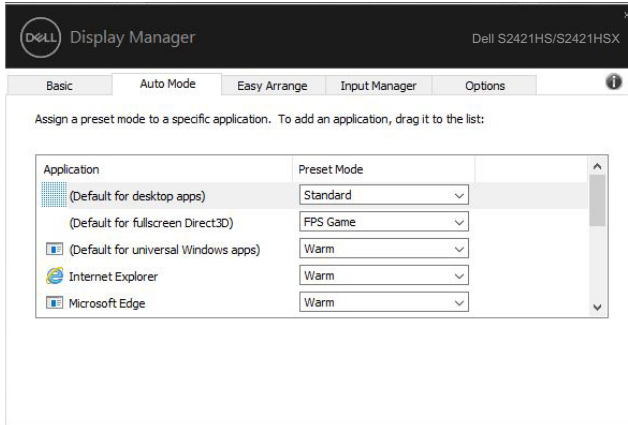 DELL Display Manager Dell S2421HS/S2421HSX
Basic Auto Mode Easy Arrange Input Manager Options
Assign a preset mode to a specific application. To add an application, drag it to the list:
Application Preset Mode
(Default for desktop apps) Standard
(Default for fullscreen Direct3D) FPS Game
(Default for universal Windows apps) Warm
Internet Explorer Warm
Microsoft Edge Warm